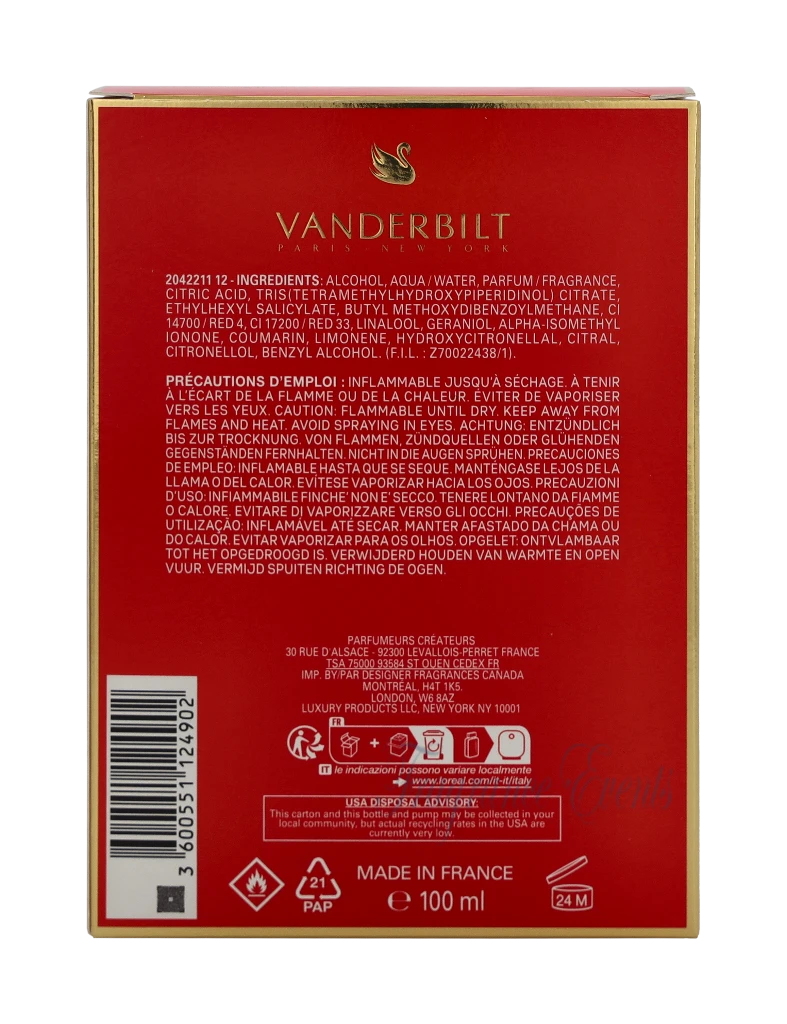 VANDERBILT
PARIS - NEW YORK
2042211 12 - INGREDIENTS: ALCOHOL, AQUA / WATER, PARFUM / FRAGRANCE,
CITRIC ACID, TRIS(TETRAMETHYLHYDROXYPIPERIDINOL) CITRATE,
ETHYLHEXYL SALICYLATE, BUTYL METHOXYDIBENZOYLMETHANE, CI
14700 / RED 4, CI 17200 / RED 33, LINALOOL, GERANIOL, ALPHA-ISOMETHYL
IONONE, COUMARIN, LIMONENE, HYDROXYCITRONELLAL, CITRAL,
CITRONELLOL, BENZYL ALCOHOL. (F.I.L. : Z70022438/1).
PRÉCAUTIONS D'EMPLOI : INFLAMMABLE JUSQU'À SÉCHAGE. À TENIR
À L'ÉCART DE LA FLAMME OU DE LA CHALEUR. ÉVITER DE VAPORISER
VERS LES YEUX. CAUTION: FLAMMABLE UNTIL DRY. KEEP AWAY FROM
FLAMES AND HEAT. AVOID SPRAYING IN EYES. ACHTUNG: ENTZÜNDLICH
BIS ZUR TROCKNUNG. VON FLAMMEN, ZÜNDQUELLEN ODER GLÜHENDEN
GEGENSTÄNDEN FERNHALTEN. NICHT IN DIE AUGEN SPRÜHEN. PRECAUCIONES
DE EMPLEO: INFLAMABLE HASTA QUE SE SEQUE. MANTÉNGASE LEJOS DE LA
LLAMA O DEL CALOR. EVÍTESE VAPORIZAR HACIA LOS OJOS. PRECAUZIONI
D'USO: INFIAMMABILE FINCHE' NON E' SECCO. TENERE LONTANO DA FIAMME
O CALORE. EVITARE DI VAPORIZZARE VERSO GLI OCCHI. PRECAUÇÕES DE
UTILIZAÇÃO: INFLAMÁVEL ATÉ SECAR. MANTER AFASTADO DA CHAMA OU
DO CALOR. EVITAR VAPORIZAR PARA OS OLHOS. OPGELET: ONTVLAMBAAR
TOT HET OPGEDROOGD IS. VERWIJDERD HOUDEN VAN WARMTE EN OPEN
VUUR. VERMIJD SPUITEN RICHTING DE OGEN.
PARFUMEURS CRÉATEURS
30 RUE D'ALSACE - 92300 LEVALLOIS-PERRET FRANCE
TSA 75000 93584 ST OUEN CEDEX FR
IMP. BY/PAR DESIGNER FRAGRANCES CANADA
MONTRÉAL, H4T 1K5.
LONDON, W6 8AZ
LUXURY PRODUCTS LLC, NEW YORK NY 10001
FR
IT le indicazioni possono variare localmente
www.loreal.com/it-it/italy
USA DISPOSAL ADVISORY:
This carton and this bottle and pump may be collected in your
local community, but actual recycling rates in the USA are
currently very low.
3 600551 124902
21
PAP
MADE IN FRANCE
e 100 ml
24 M